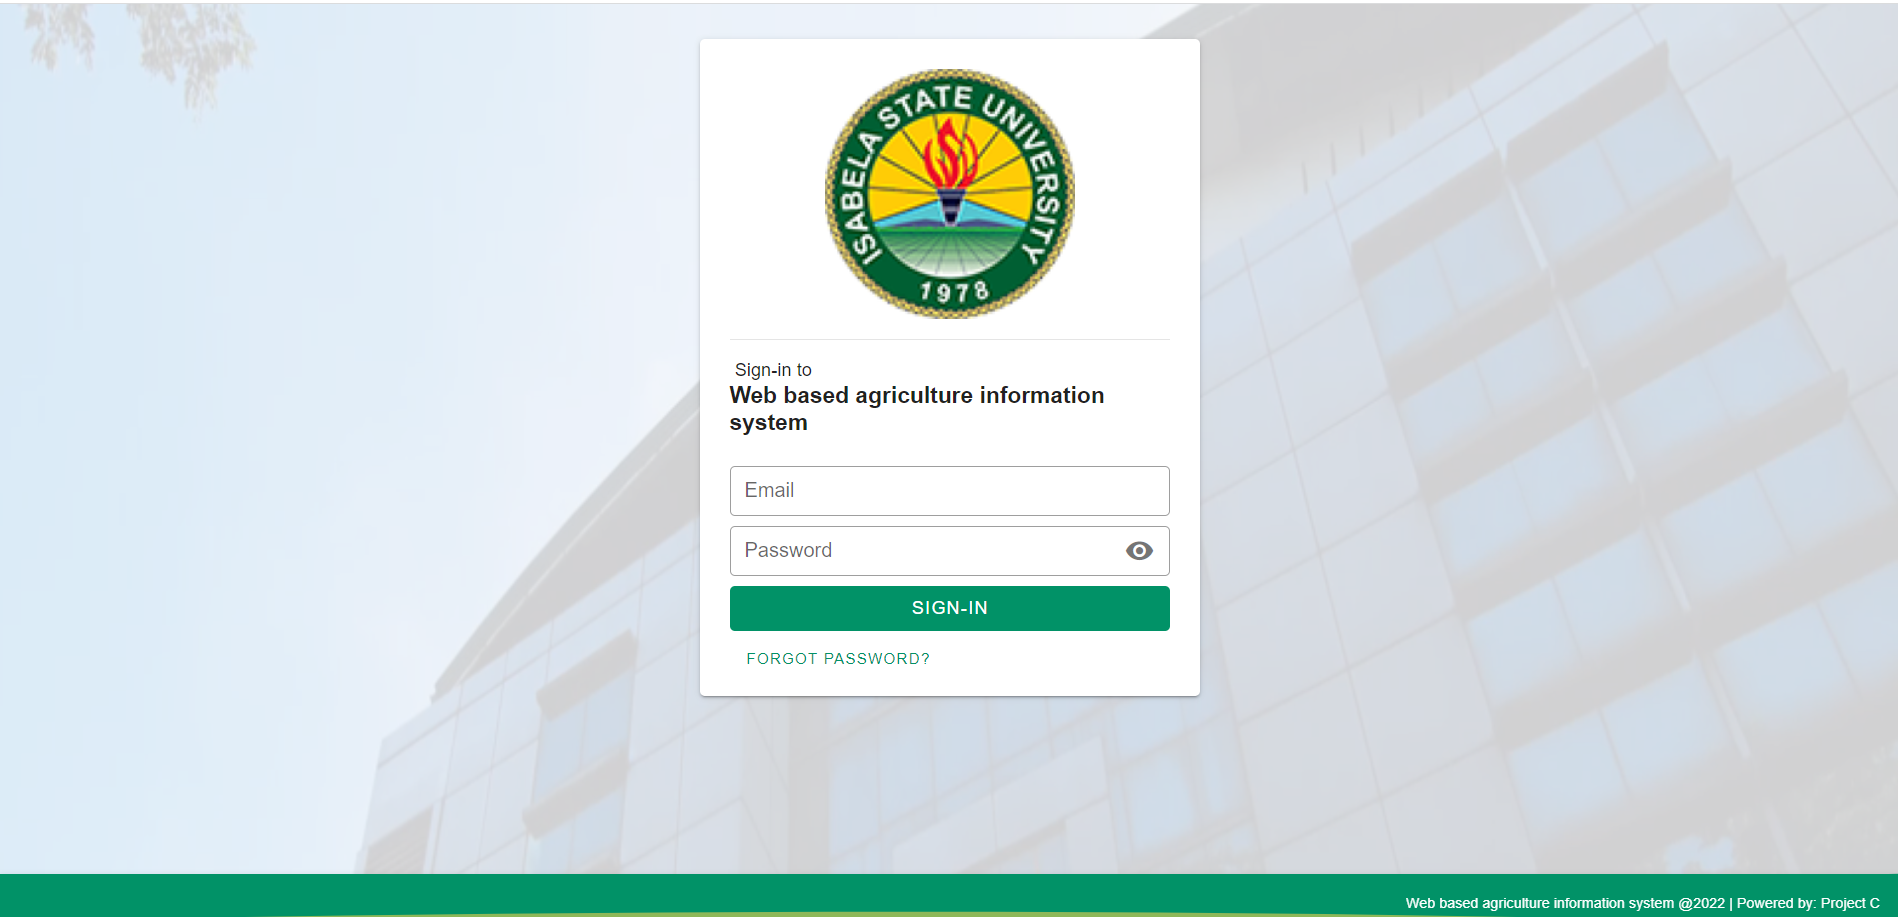 ISABELA STATE UNIVERSITY
1978
Sign-in to
Web based agriculture information
system
Email
Password
SIGN-IN
FORGOT PASSWORD?
Web based agriculture information system @2022 | Powered by: Project C